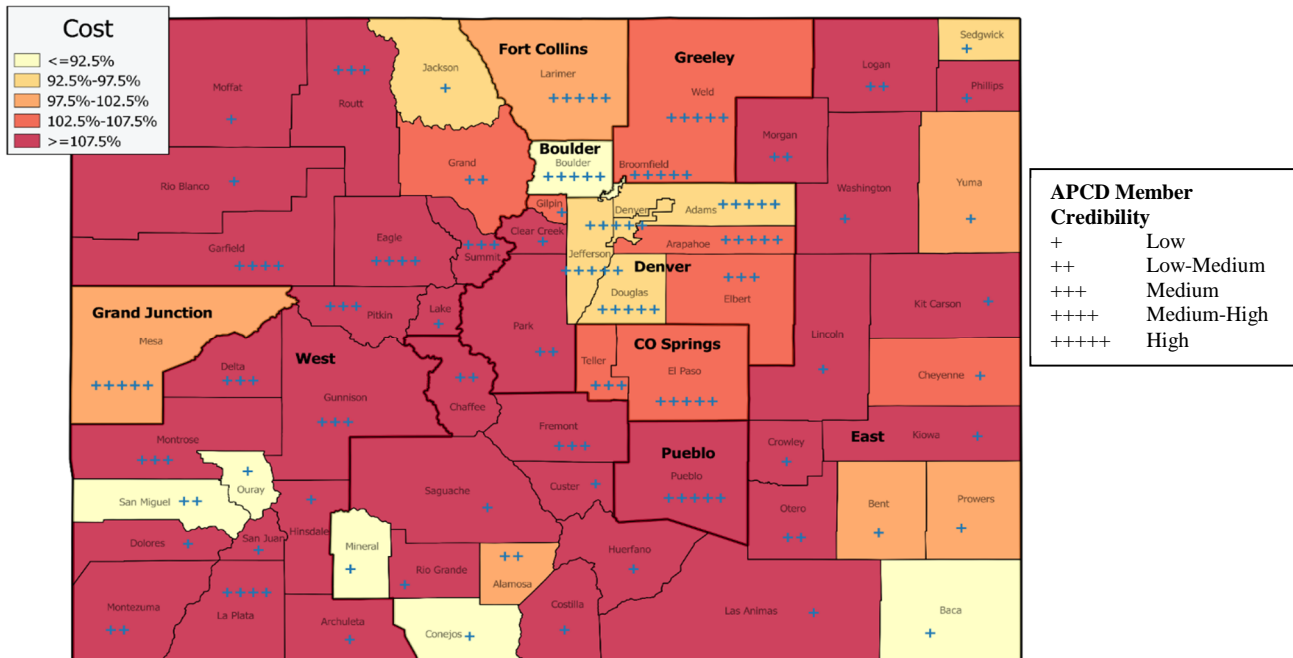 Cost
<=92.5%
92.5%-97.5%
97.5%-102.5%
102.5%-107.5%
>=107.5%
APCD Member
Credibility
+ Low
++ Low-Medium
+++ Medium
++++ Medium-High
+++++ High
Moffat
+
Routt
+++
Jackson
+
Fort Collins
Larimer
+++++
Greeley
Weld
+++++
Logan
++
Sedgwick
+
Phillips
+
Morgan
++
Rio Blanco
+
Grand
++
Boulder
Boulder
+++++
Broomfield
+++++
Washington
+
Yuma
+
Garfield
++++
Eagle
++++
Summit
+++
Gilpin
+
Clear Creek
+
Jefferson
+++++
Denver
+++++
Adams
+++++
Arapahoe
+++++
Denver
Douglas
+++++
Elbert
+++
Kit Carson
+
Grand Junction
Mesa
+++++
Pitkin
+++
Lake
+
Park
++
Lincoln
+
West
Delta
+++
Gunnison
+++
Chaffee
++
Teller
+++
CO Springs
El Paso
+++++
Cheyenne
+
Montrose
+++
Fremont
+++
Pueblo
Pueblo
+++++
Crowley
+
East
Kiowa
+
Ouray
+
San Miguel
++
Saguache
+
Custer
+
Otero
++
Bent
+
Prowers
+
Dolores
+
San Juan
+
Hinsdale
+
Mineral
+
Rio Grande
+
Alamosa
++
Huerfano
+
Montezuma
++
La Plata
++++
Archuleta
+
Conejos
+
Costilla
+
Las Animas
+
Baca
+